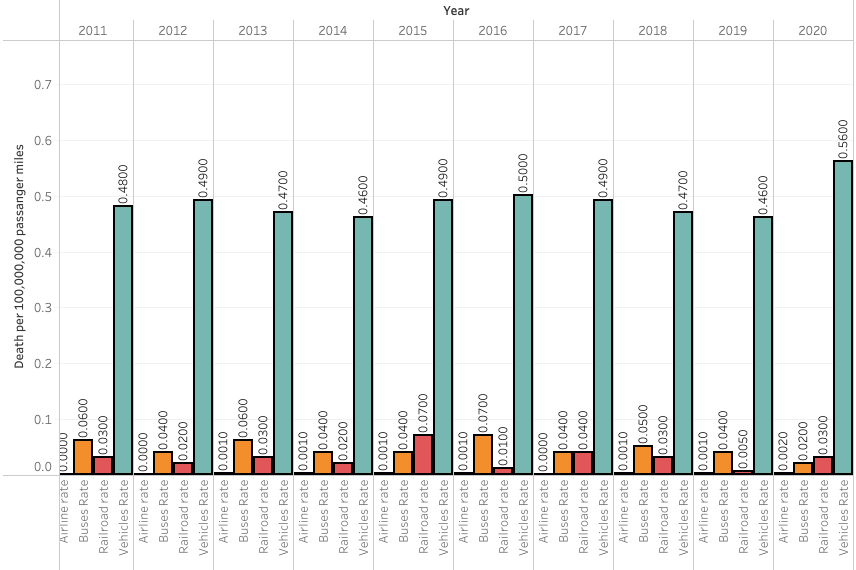 Year
2011 2012 2013 2014 2015 2016 2017 2018 2019 2020
Death per 100,000,000 passanger miles
0.7
0.6
0.5
0.4
0.3
0.2
0.1
0.0
0.0000 0.0600 0.0300 0.4800
0.0000 0.0400 0.0200 0.4900
0.0010 0.0600 0.0300 0.4700
0.0010 0.0400 0.0200 0.4600
0.0010 0.0400 0.0700 0.4900
0.0010 0.0700 0.0100 0.5000
0.0000 0.0400 0.0400 0.4900
0.0010 0.0500 0.0300 0.4700
0.0010 0.0400 0.0050 0.4600
0.0020 0.0200 0.0300 0.5600
Airline rate Buses Rate Railroad rate Vehicles Rate
Airline rate Buses Rate Railroad rate Vehicles Rate
Airline rate Buses Rate Railroad rate Vehicles Rate
Airline rate Buses Rate Railroad rate Vehicles Rate
Airline rate Buses Rate Railroad rate Vehicles Rate
Airline rate Buses Rate Railroad rate Vehicles Rate
Airline rate Buses Rate Railroad rate Vehicles Rate
Airline rate Buses Rate Railroad rate Vehicles Rate
Airline rate Buses Rate Railroad rate Vehicles Rate
Airline rate Buses Rate Railroad rate Vehicles Rate